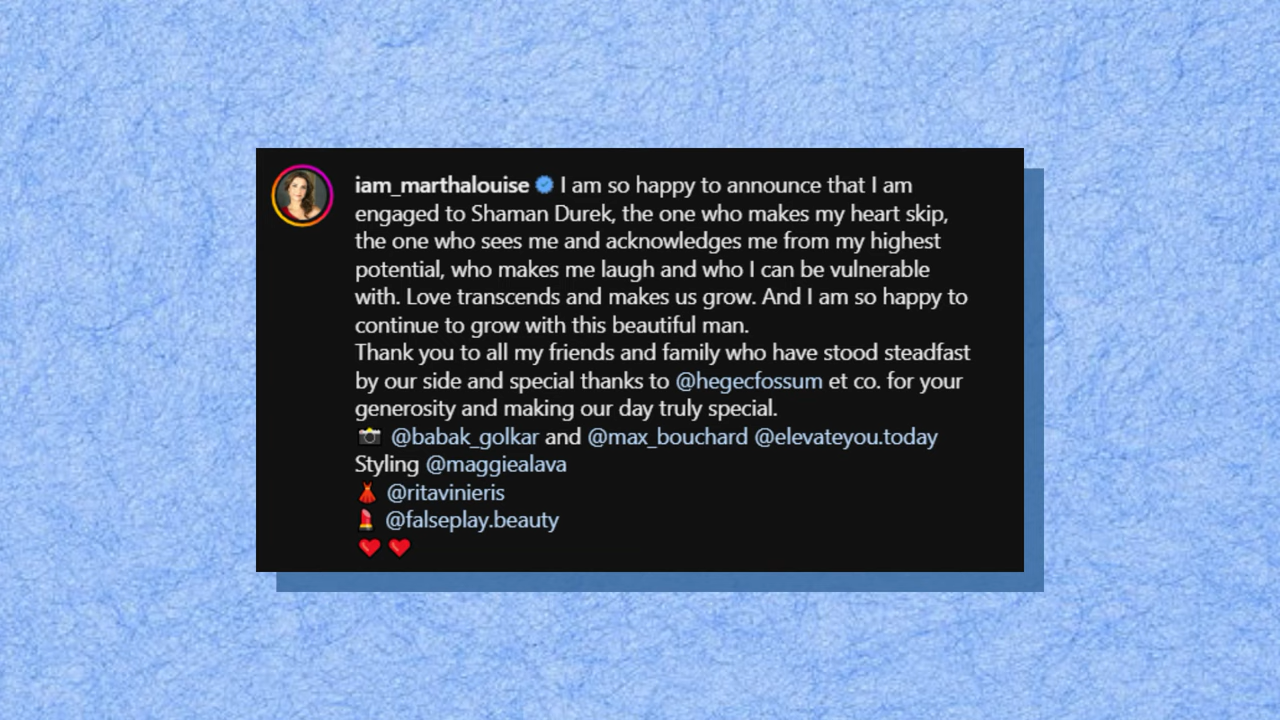 iam_marthalouise I am so happy to announce that I am
engaged to Shaman Durek, the one who makes my heart skip,
the one who sees me and acknowledges me from my highest
potential, who makes me laugh and who I can be vulnerable
with. Love transcends and makes us grow. And I am so happy to
continue to grow with this beautiful man.
Thank you to all my friends and family who have stood steadfast
by our side and special thanks to @hegecfossum et co. for your
generosity and making our day truly special.
📷 @babak_golkar and @max_bouchard @elevateyou.today
Styling @maggiealava
👗 @ritavinieris
💄 @falseplay.beauty
❤️ ❤️